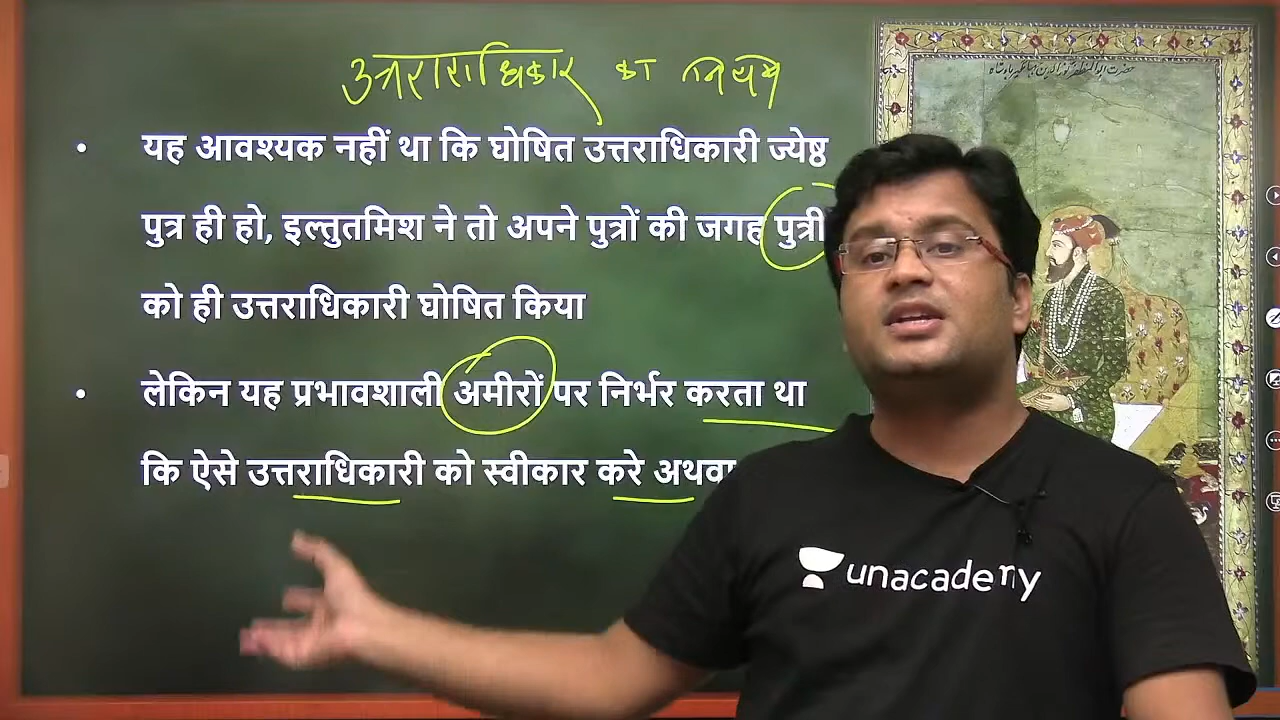 उत्तराराधिकार का नियम
यह आवश्यक नहीं था कि घोषित उत्तराधिकारी ज्येष्ठ
पुत्र ही हो, इल्तुतमिश ने तो अपने पुत्रों की जगह पुत्री
को ही उत्तराधिकारी घोषित किया
लेकिन यह प्रभावशाली अमीरों पर निर्भर करता था
कि ऐसे उत्तराधिकारी को स्वीकार करे अथवा
unacademy